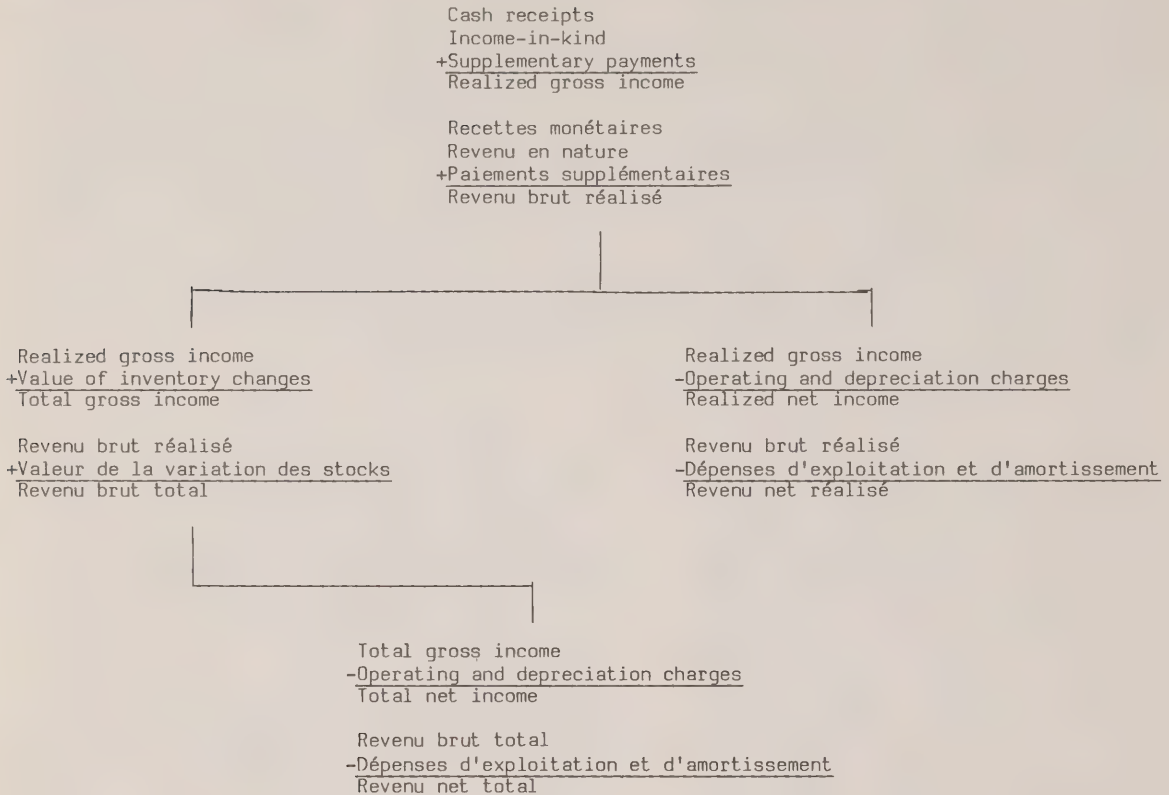 Cash receipts
Income-in-kind
+Supplementary payments
Realized gross income
Recettes monétaires
Revenu en nature
+Paiements supplémentaires
Revenu brut réalisé
Realized gross income
+Value of inventory changes
Total gross income
Revenu brut réalisé
+Valeur de la variation des stocks
Revenu brut total
Realized gross income
-Operating and depreciation charges
Realized net income
Revenu brut réalisé
-Dépenses d'exploitation et d'amortissement
Revenu net réalisé
Total gross income
-Operating and depreciation charges
Total net income
Revenu brut total
-Dépenses d'exploitation et d'amortissement
Revenu net total